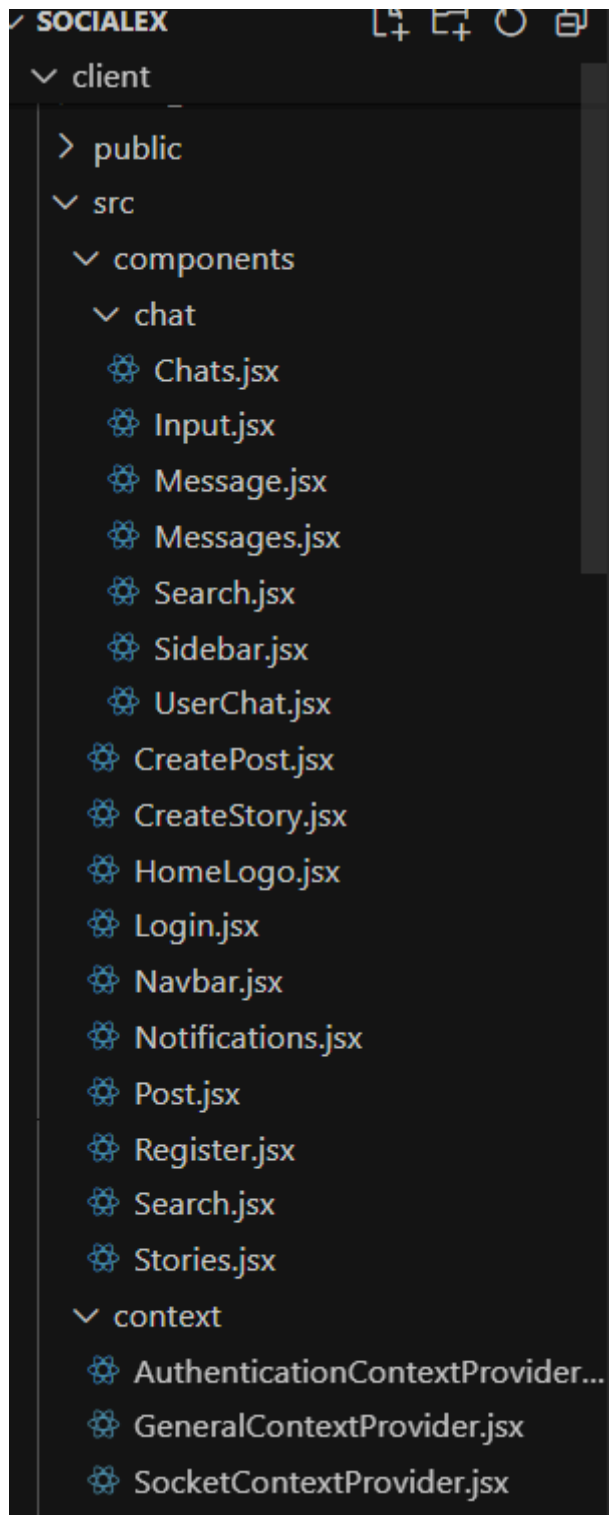 SOCIALEX
client
public
src
components
chat
Chats.jsx
Input.jsx
Message.jsx
Messages.jsx
Search.jsx
Sidebar.jsx
UserChat.jsx
CreatePost.jsx
CreateStory.jsx
HomeLogo.jsx
Login.jsx
Navbar.jsx
Notifications.jsx
Post.jsx
Register.jsx
Search.jsx
Stories.jsx
context
AuthenticationContextProvider...
GeneralContextProvider.jsx
SocketContextProvider.jsx